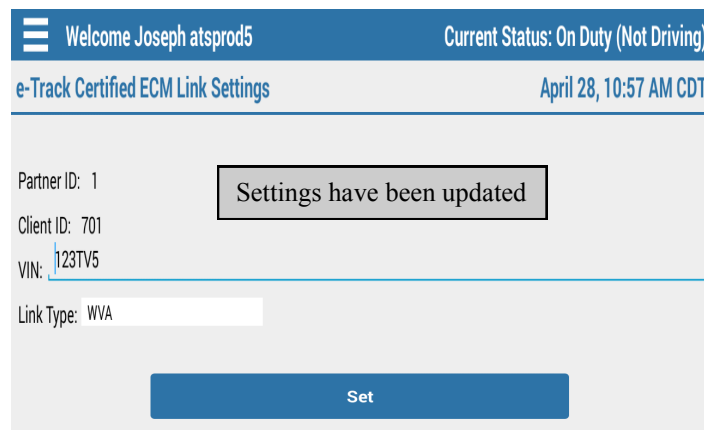 Welcome Joseph atsprod5 Current Status: On Duty (Not Driving)
e-Track Certified ECM Link Settings April 28, 10:57 AM CDT
Partner ID: 1
Settings have been updated
Client ID: 701
VIN: 123TV5
Link Type: WVA
Set